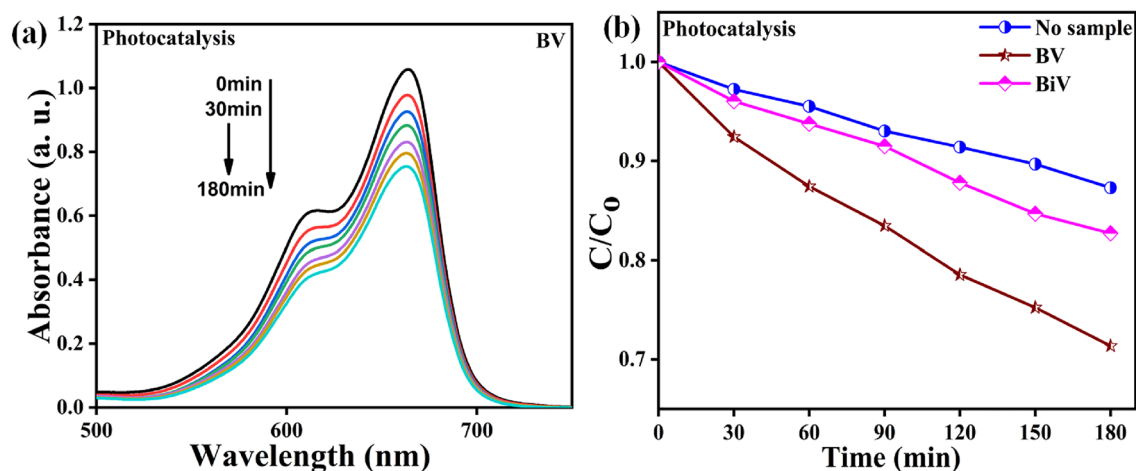 (a)
Photocatalysis
BV
0min
30min
180min
Absorbance (a. u.)
1.2
1.0
0.8
0.6
0.4
0.2
0.0
500
600
700
Wavelength (nm)
(b)
Photocatalysis
No sample
BV
BiV
C/Co
1.0
0.9
0.8
0.7
0
30
60
90
120
150
180
Time (min)